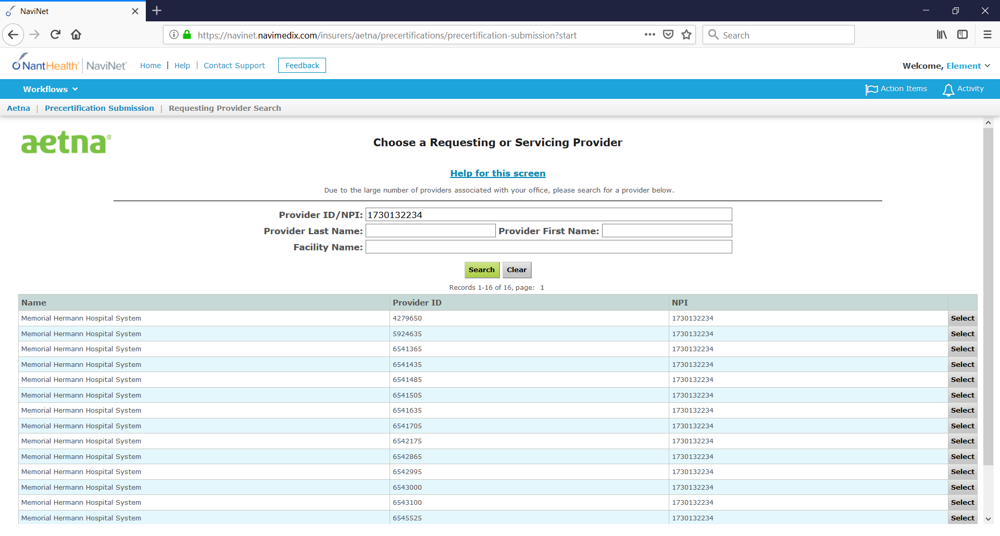 NaviNet
https://navinet.navimedix.com/insurers/aetna/precertifications/precertification-submission?start
Search
NantHealth® NaviNet®
Home | Help | Contact Support
Feedback
Welcome, Element
Workflows
Action Items
Activity
Aetna | Precertification Submission | Requesting Provider Search
aetna®
Choose a Requesting or Servicing Provider
Help for this screen
Due to the large number of providers associated with your office, please search for a provider below.
Provider ID/NPI: 1730132234
Provider Last Name: Provider First Name:
Facility Name:
Search Clear
Records 1-16 of 16, page: 1
Name Provider ID NPI
Memorial Hermann Hospital System 4279650 1730132234 Select
Memorial Hermann Hospital System 5924635 1730132234 Select
Memorial Hermann Hospital System 6541365 1730132234 Select
Memorial Hermann Hospital System 6541435 1730132234 Select
Memorial Hermann Hospital System 6541485 1730132234 Select
Memorial Hermann Hospital System 6541505 1730132234 Select
Memorial Hermann Hospital System 6541635 1730132234 Select
Memorial Hermann Hospital System 6541705 1730132234 Select
Memorial Hermann Hospital System 6542175 1730132234 Select
Memorial Hermann Hospital System 6542865 1730132234 Select
Memorial Hermann Hospital System 6542995 1730132234 Select
Memorial Hermann Hospital System 6543000 1730132234 Select
Memorial Hermann Hospital System 6543100 1730132234 Select
Memorial Hermann Hospital System 6545525 1730132234 Select